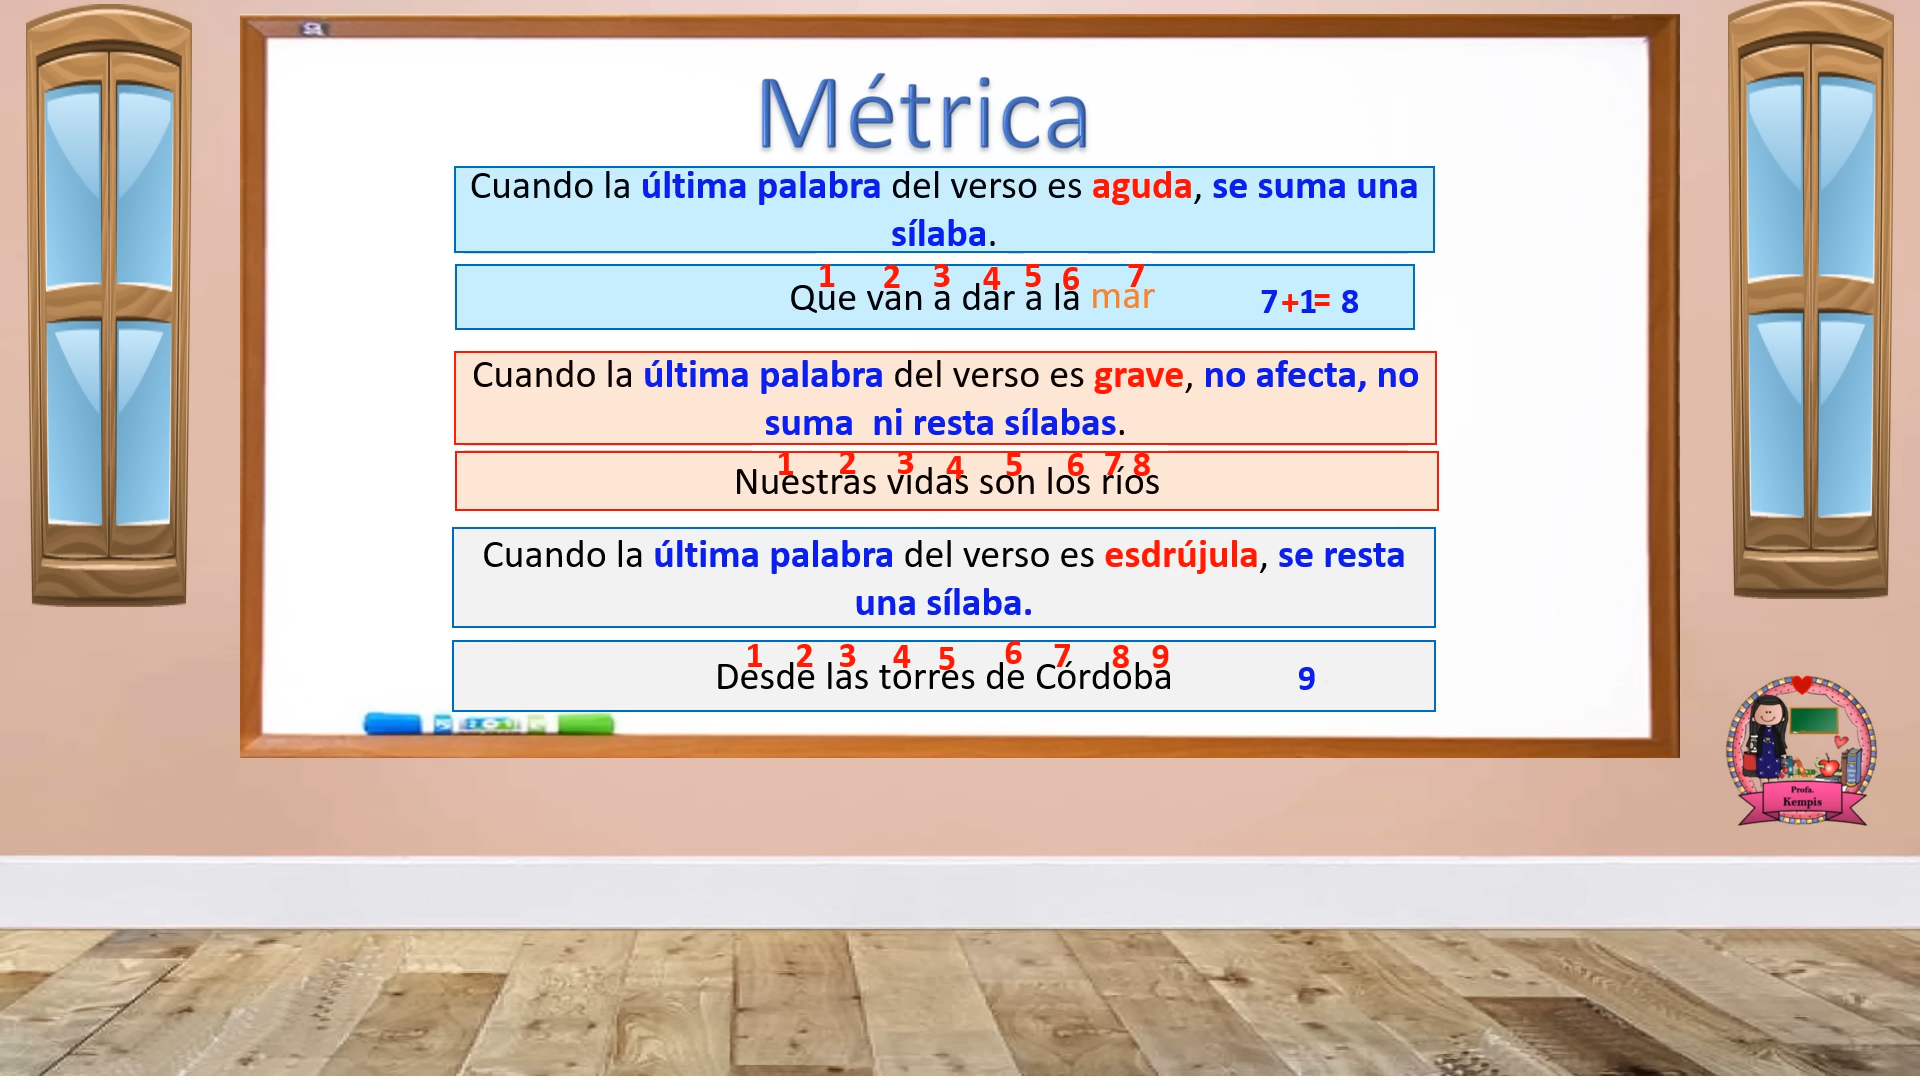 Métrica
Cuando la última palabra del verso es aguda, se suma una
sílaba.
1 2 3 4 5 6 7
Que van a dar a la mar 7+1= 8
Cuando la última palabra del verso es grave, no afecta, no
suma  ni resta sílabas.
1 2 3 4 5 6 7 8
Nuestras vidas son los ríos
Cuando la última palabra del verso es esdrújula, se resta
una sílaba.
1 2 3 4 5 6 7 8 9
Desde las torres de Córdoba 9
Profa.
Kempis